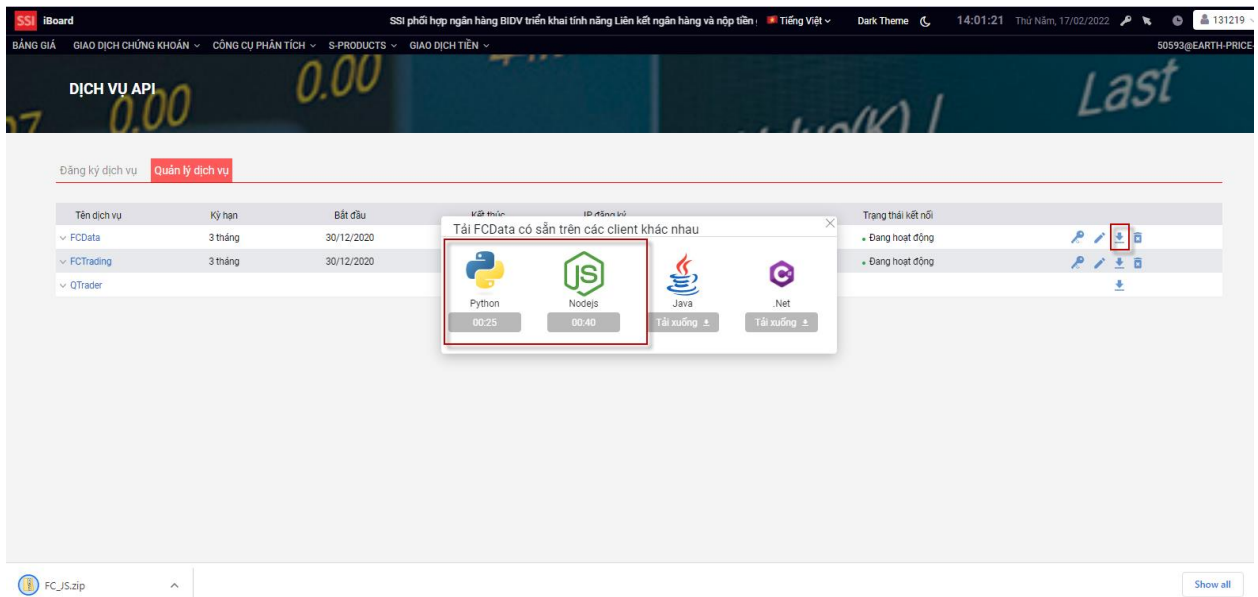 SSI iBoard SSI phối hợp ngân hàng BIDV triển khai tính năng Liên kết ngân hàng và nộp tiền Tiếng Việt Dark Theme 14:01:21 Thứ Năm, 17/02/2022 131219
BẢNG GIÁ GIAO DỊCH CHỨNG KHOÁN CÔNG CỤ PHÂN TÍCH S-PRODUCTS GIAO DỊCH TIỀN 50593@EARTH-PRICE-
DỊCH VỤ API
0.00 0.00 Last
07
Đăng ký dịch vụ Quản lý dịch vụ
Tên dịch vụ Kỳ hạn Bắt đầu Kết thúc IP đăng ký Trạng thái kết nối
FCData 3 tháng 30/12/2020 Đang hoạt động
FCTrading 3 tháng 30/12/2020 Đang hoạt động
QTrader
Tải FCData có sẵn trên các client khác nhau
JS C#
Python Nodejs Java .Net
00:25 00:40 Tải xuống Tải xuống
FC_JS.zip Show all